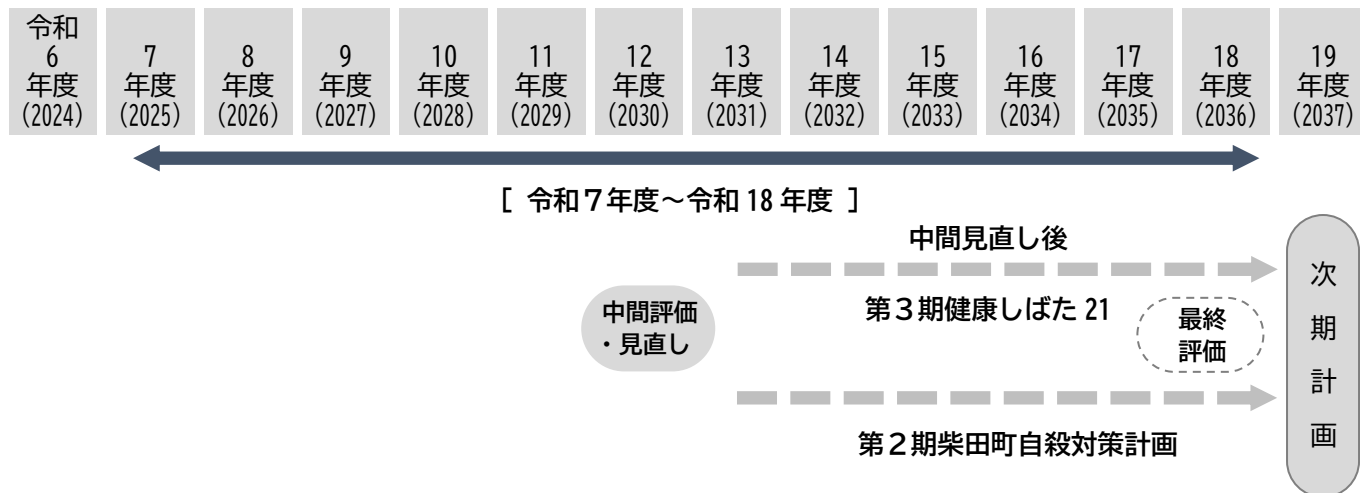 令和
6
年度
(2024)
7
年度
(2025)
8
年度
(2026)
9
年度
(2027)
10
年度
(2028)
11
年度
(2029)
12
年度
(2030)
13
年度
(2031)
14
年度
(2032)
15
年度
(2033)
16
年度
(2034)
17
年度
(2035)
18
年度
(2036)
19
年度
(2037)
[ 令和7年度~令和18年度 ]
中間見直し後
中間評価
・見直し
第3期健康しばた21
最終
評価
第2期柴田町自殺対策計画
次期計画